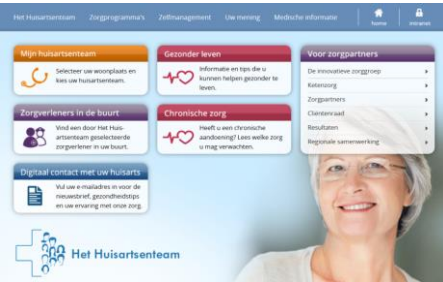 Het Huisartsenteam Zorgprogramma's Zelfmanagement Uw mening Medische informatie home intranet
Mijn huisartsenteam
Selecteer uw woonplaats en
kies uw huisartsenteam.
Gezonder leven
Informatie en tips die u
kunnen helpen gezonder te
leven.
Voor zorgpartners
De innovatieve zorggroep
Ketenzorg
Zorgpartners
Cliëntenraad
Resultaten
Regionale samenwerking
Zorgverleners in de buurt
Vind een door Het Huis-
artsenteam geselecteerde
zorgverlener in uw buurt.
Chronische zorg
Heeft u een chronische
aandoening? Lees welke zorg
u mag verwachten.
Digitaal contact met uw huisarts
Vul uw e-mailadres in voor de
nieuwsbrief, gezondheidstips
en uw ervaring met onze zorg.
Het Huisartsenteam